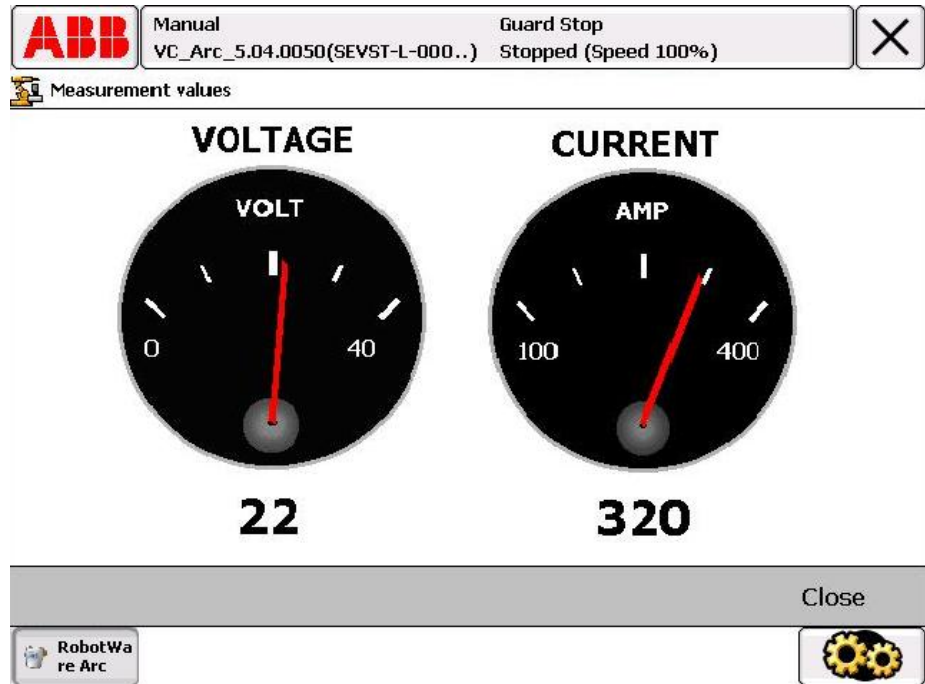 ABB
Manual
VC_Arc_5.04.0050(SEVST-L-000..)
Guard Stop
Stopped (Speed 100%)
Measurement values
VOLTAGE
VOLT
0
40
22
CURRENT
AMP
100
400
320
Close
RobotWa
re Arc